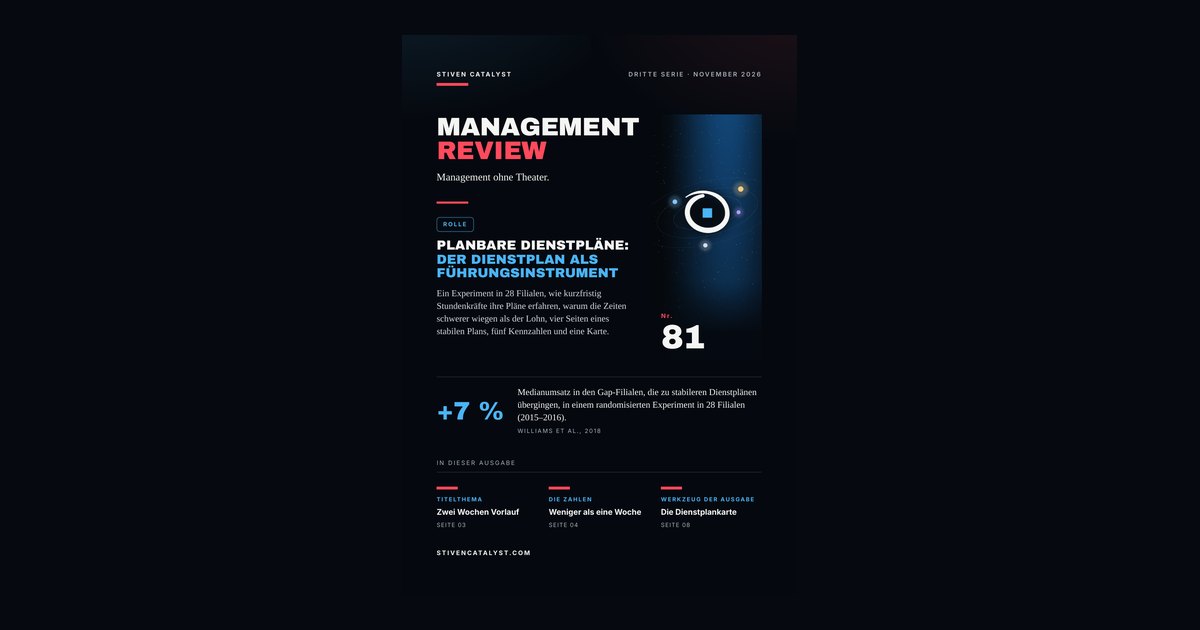 STIVEN CATALYST
DRITTE SERIE · NOVEMBER 2026
MANAGEMENT
REVIEW
Management ohne Theater.
ROLLE
PLANBARE DIENSTPLÄNE:
DER DIENSTPLAN ALS
FÜHRUNGSINSTRUMENT
Ein Experiment in 28 Filialen, wie kurzfristig
Stundenkräfte ihre Pläne erfahren, warum die Zeiten
schwerer wiegen als der Lohn, vier Seiten eines
stabilen Plans, fünf Kennzahlen und eine Karte.
Nr.
81
+7 %
Medianumsatz in den Gap-Filialen, die zu stabileren Dienstplänen
übergingen, in einem randomisierten Experiment in 28 Filialen
(2015–2016).
WILLIAMS ET AL., 2018
IN DIESER AUSGABE
TITELTHEMA
Zwei Wochen Vorlauf
SEITE 03
DIE ZAHLEN
Weniger als eine Woche
SEITE 04
WERKZEUG DER AUSGABE
Die Dienstplankarte
SEITE 08
STIVENCATALYST.COM